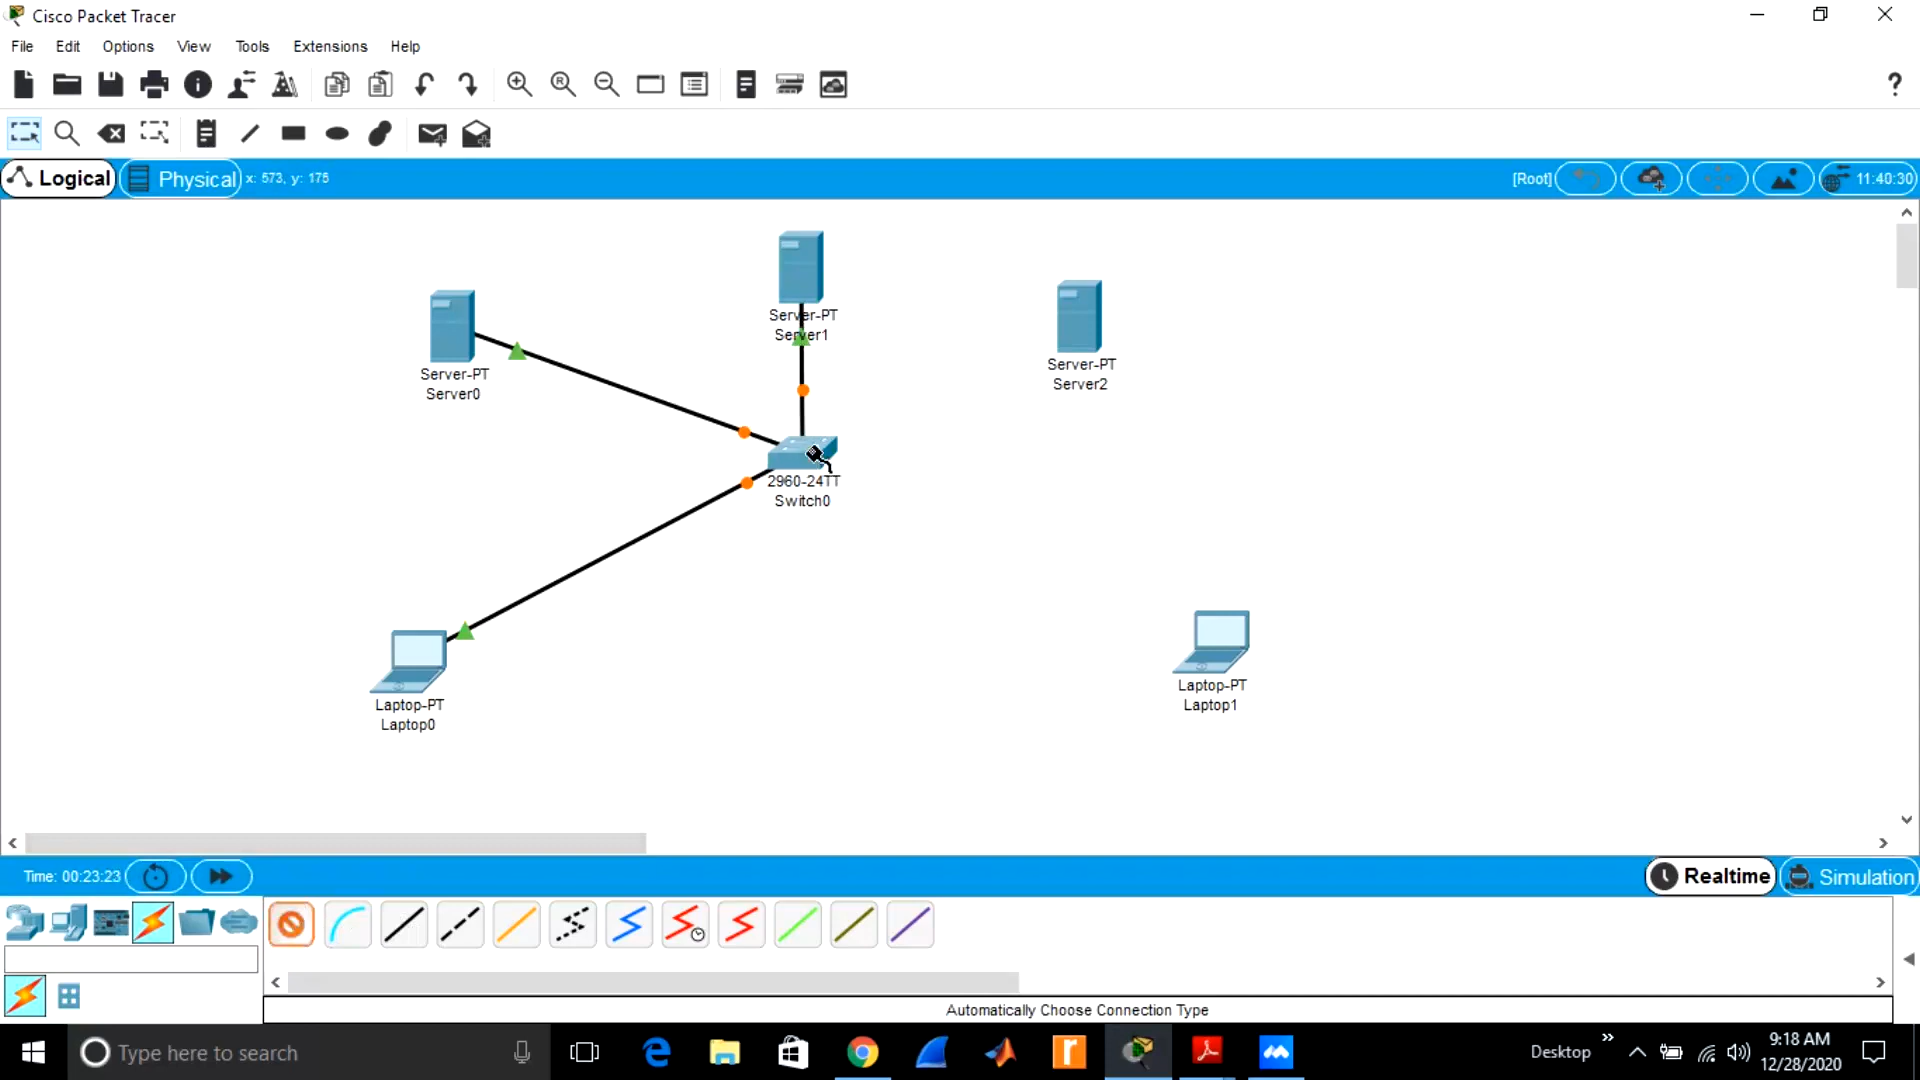 Cisco Packet Tracer
File Edit Options View Tools Extensions Help
Logical Physical x: 573, y: 175 [Root] 11:40:30
Server-PT
Server1
Server-PT
Server0
Server-PT
Server2
2960-24TT
Switch0
Laptop-PT
Laptop0
Laptop-PT
Laptop1
Time: 00:23:23 Realtime Simulation
Automatically Choose Connection Type
Type here to search
Desktop
9:18 AM
12/28/2020